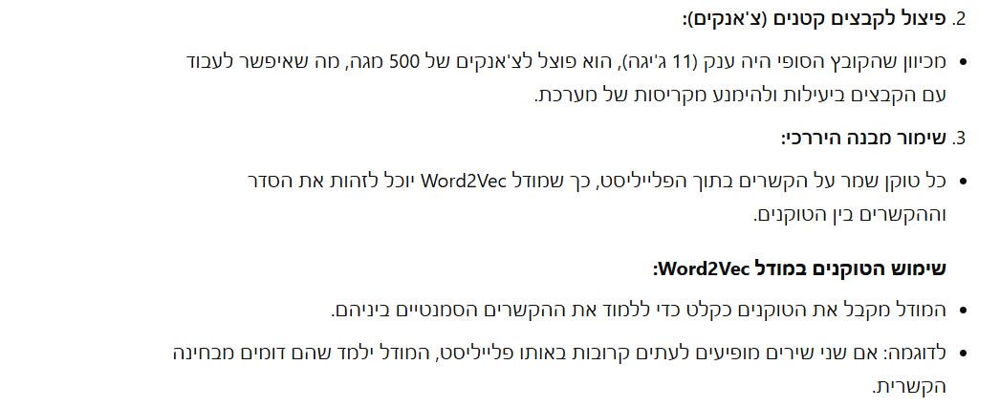 2. פיצול לקבצים קטנים (צ'אנקים):
• מכיוון שהקובץ הסופי היה ענק (11 ג'יגה), הוא פוצל לצ'אנקים של 500 מגה, מה שאיפשר לעבוד
עם הקבצים ביעילות ולהימנע מקריסות של מערכת.
3. שימור מבנה היררכי:
• כל טוקן שמר על הקשרים בתוך הפלייליסט, כך שמודל Word2Vec יוכל לזהות את הסדר
וההקשרים בין הטוקנים.
שימוש הטוקנים במודל Word2Vec:
• המודל מקבל את הטוקנים כקלט כדי ללמוד את ההקשרים הסמנטיים ביניהם.
• לדוגמה: אם שני שירים מופיעים לעתים קרובות באותו פלייליסט, המודל ילמד שהם דומים מבחינה
הקשרית.